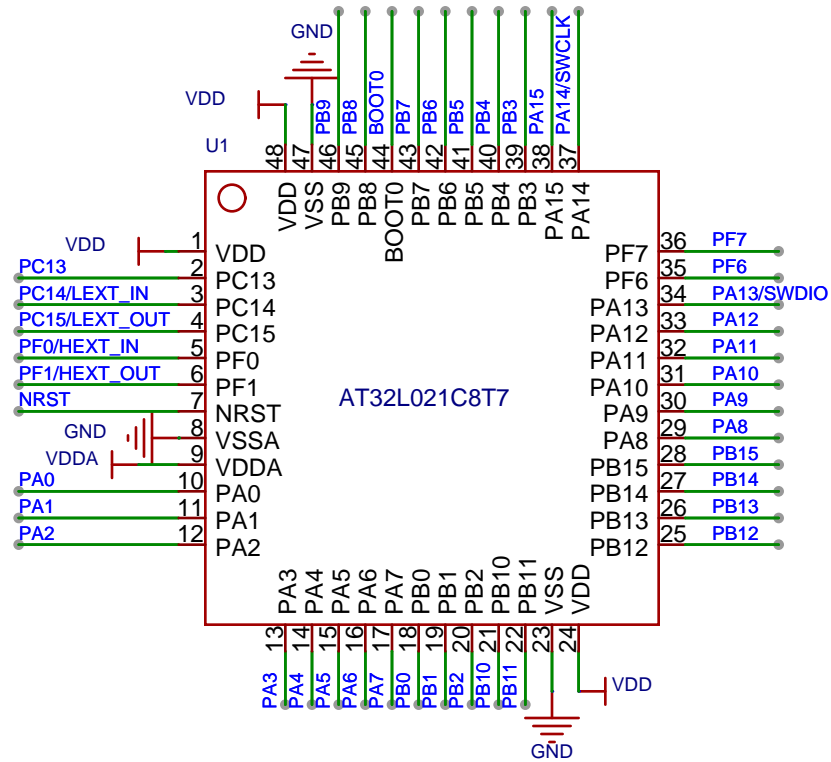 GND
VDD
PB9
PB8
BOOT0
PB7
PB6
PB5
PB4
PB3
PA15
PA14/SWCLK
U1
48
47
46
45
44
43
42
41
40
39
38
37
VDD
VSS
PB9
PB8
BOOT0
PB7
PB6
PB5
PB4
PB3
PA15
PA14
VDD 1 VDD
PC13 2 PC13
PC14/LEXT_IN 3 PC14
PC15/LEXT_OUT 4 PC15
PF0/HEXT_IN 5 PF0
PF1/HEXT_OUT 6 PF1
NRST 7 NRST
GND 8 VSSA
VDDA 9 VDDA
PA0 10 PA0
PA1 11 PA1
PA2 12 PA2
AT32L021C8T7
PF7 36 PF7
PF6 35 PF6
PA13 34 PA13/SWDIO
PA12 33 PA12
PA11 32 PA11
PA10 31 PA10
PA9 30 PA9
PA8 29 PA8
PB15 28 PB15
PB14 27 PB14
PB13 26 PB13
PB12 25 PB12
PA3
PA4
PA5
PA6
PA7
PB0
PB1
PB2
PB10
PB11
VSS
VDD
13
14
15
16
17
18
19
20
21
22
23
24
PA3
PA4
PA5
PA6
PA7
PB0
PB1
PB2
PB10
PB11
VDD
GND